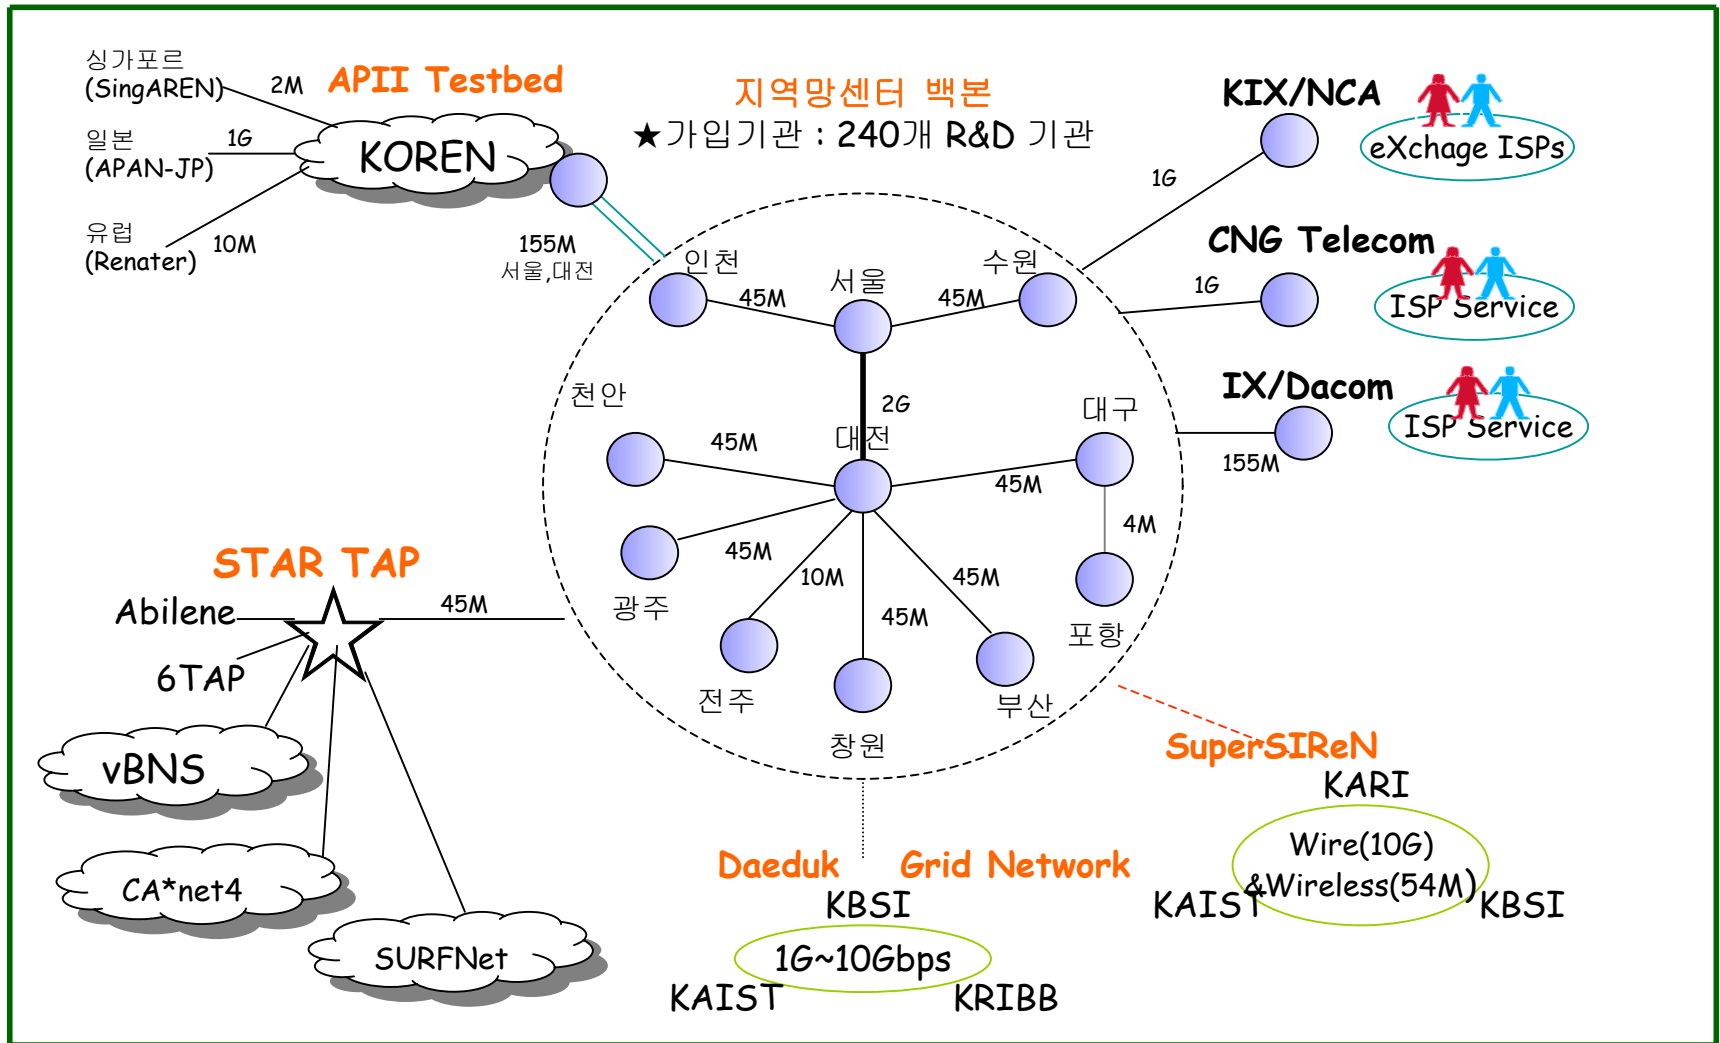 싱가포르
(SingAREN)
2M
APII Testbed
일본
(APAN-JP)
1G
KOREN
유럽
(Renater)
10M
155M
서울,대전
지역망센터 백본
★가입기관 : 240개 R&D 기관
KIX/NCA
eXchage ISPs
1G
CNG Telecom
1G
ISP Service
IX/Dacom
ISP Service
155M
인천
서울
수원
45M
45M
2G
천안
대전
대구
45M
45M
4M
45M
광주
10M
45M
45M
포항
전주
창원
부산
STAR TAP
Abilene
45M
6TAP
vBNS
CA*net4
SURFNet
Daeduk Grid Network
KBSI
1G~10Gbps
KAIST
KRIBB
SuperSIReN
KARI
Wire(10G)
&Wireless(54M)
KAIST
KBSI